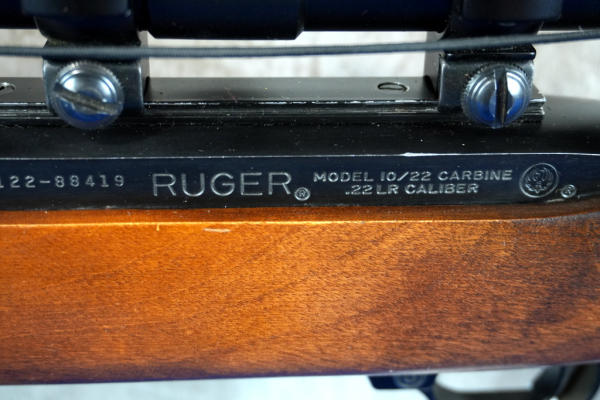 122-88419 RUGER® MODEL 10/22 CARBINE
.22 LR CALIBER ®